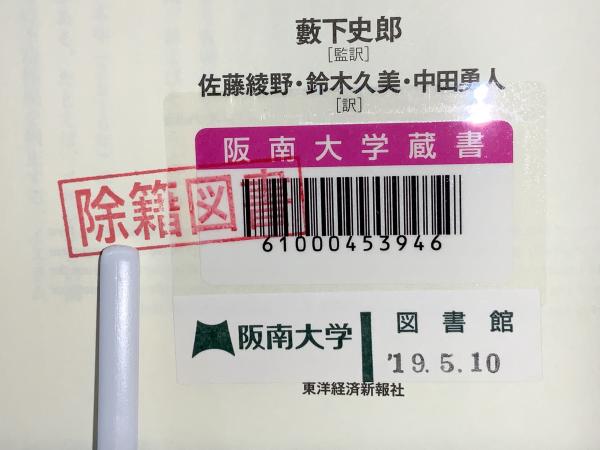 藪下史郎
[監訳]
佐藤綾野・鈴木久美・中田勇人
[訳]
阪南大学蔵書
除籍図書
61000453946
阪南大学 図書館
'19.5.10
東洋経済新報社